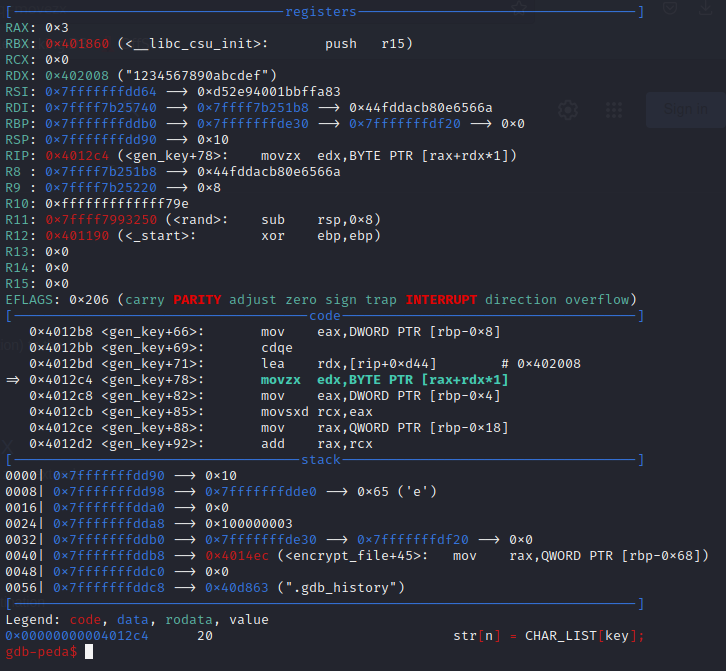 [ registers ]
RAX: 0x3
RBX: 0x401860 (<__libc_csu_init>: push r15)
RCX: 0x0
RDX: 0x402008 ("1234567890abcdef")
RSI: 0x7fffffffdd64 --> 0xd52e94001bbffa83
RDI: 0x7ffff7b25740 --> 0x7ffff7b251b8 --> 0x44fddacb80e6566a
RBP: 0x7fffffffddb0 --> 0x7fffffffde30 --> 0x7fffffffdf20 --> 0x0
RSP: 0x7fffffffdd90 --> 0x10
RIP: 0x4012c4 (<gen_key+78>: movzx edx,BYTE PTR [rax+rdx*1])
R8 : 0x7ffff7b251b8 --> 0x44fddacb80e6566a
R9 : 0x7ffff7b25220 --> 0x8
R10: 0xfffffffffffff79e
R11: 0x7ffff7993250 (<rand>: sub rsp,0x8)
R12: 0x401190 (<_start>: xor ebp,ebp)
R13: 0x0
R14: 0x0
R15: 0x0
EFLAGS: 0x206 (carry PARITY adjust zero sign trap INTERRUPT direction overflow)
[ code ]
0x4012b8 <gen_key+66>: mov eax,DWORD PTR [rbp-0x8]
0x4012bb <gen_key+69>: cdqe
0x4012bd <gen_key+71>: lea rdx,[rip+0xd44] # 0x402008
=> 0x4012c4 <gen_key+78>: movzx edx,BYTE PTR [rax+rdx*1]
0x4012c8 <gen_key+82>: mov eax,DWORD PTR [rbp-0x4]
0x4012cb <gen_key+85>: movsxd rcx,eax
0x4012ce <gen_key+88>: mov rax,QWORD PTR [rbp-0x18]
0x4012d2 <gen_key+92>: add rax,rcx
[ stack ]
0000| 0x7fffffffdd90 --> 0x10
0008| 0x7fffffffdd98 --> 0x7fffffffdde0 --> 0x65 ('e')
0016| 0x7fffffffdda0 --> 0x0
0024| 0x7fffffffdda8 --> 0x100000003
0032| 0x7fffffffddb0 --> 0x7fffffffde30 --> 0x7fffffffdf20 --> 0x0
0040| 0x7fffffffddb8 --> 0x4014ec (<encrypt_file+45>: mov rax,QWORD PTR [rbp-0x68])
0048| 0x7fffffffddc0 --> 0x0
0056| 0x7fffffffddc8 --> 0x40d863 (".gdb_history")
[ ]
Legend: code, data, rodata, value
0x00000000004012c4 20 str[n] = CHAR_LIST[key];
gdb-peda$
Sign in